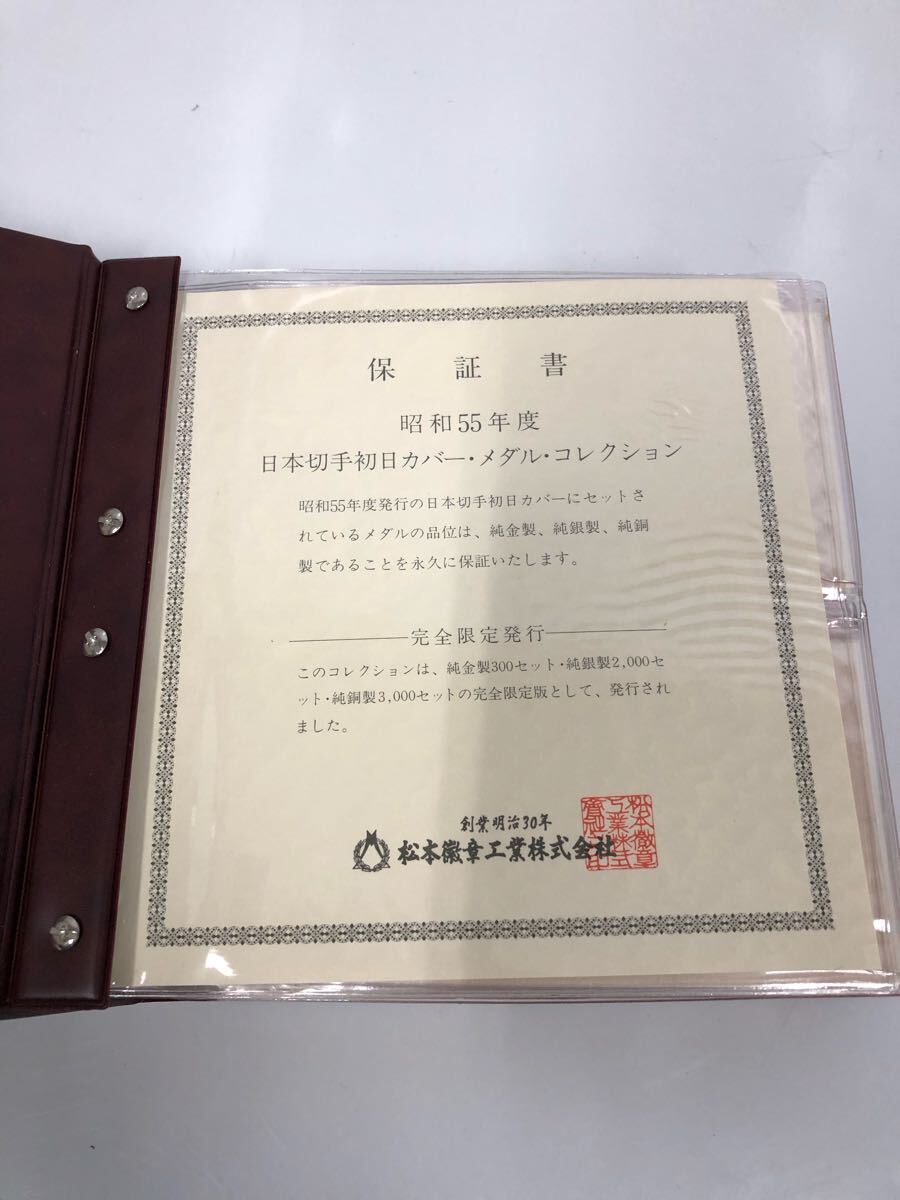 保証書
昭和55年度
日本切手初日カバー・メダル・コレクション
昭和55年度発行の日本切手初日カバーにセットさ
れているメダルの品位は、純金製、純銀製、純銅
製であることを永久に保証いたします。
完全限定発行
このコレクションは、純金製300セット・純銀製2,000セ
ット・純銅製3,000セットの完全限定版として、発行され
ました。
創業明治30年
松本徽章工業株式会社